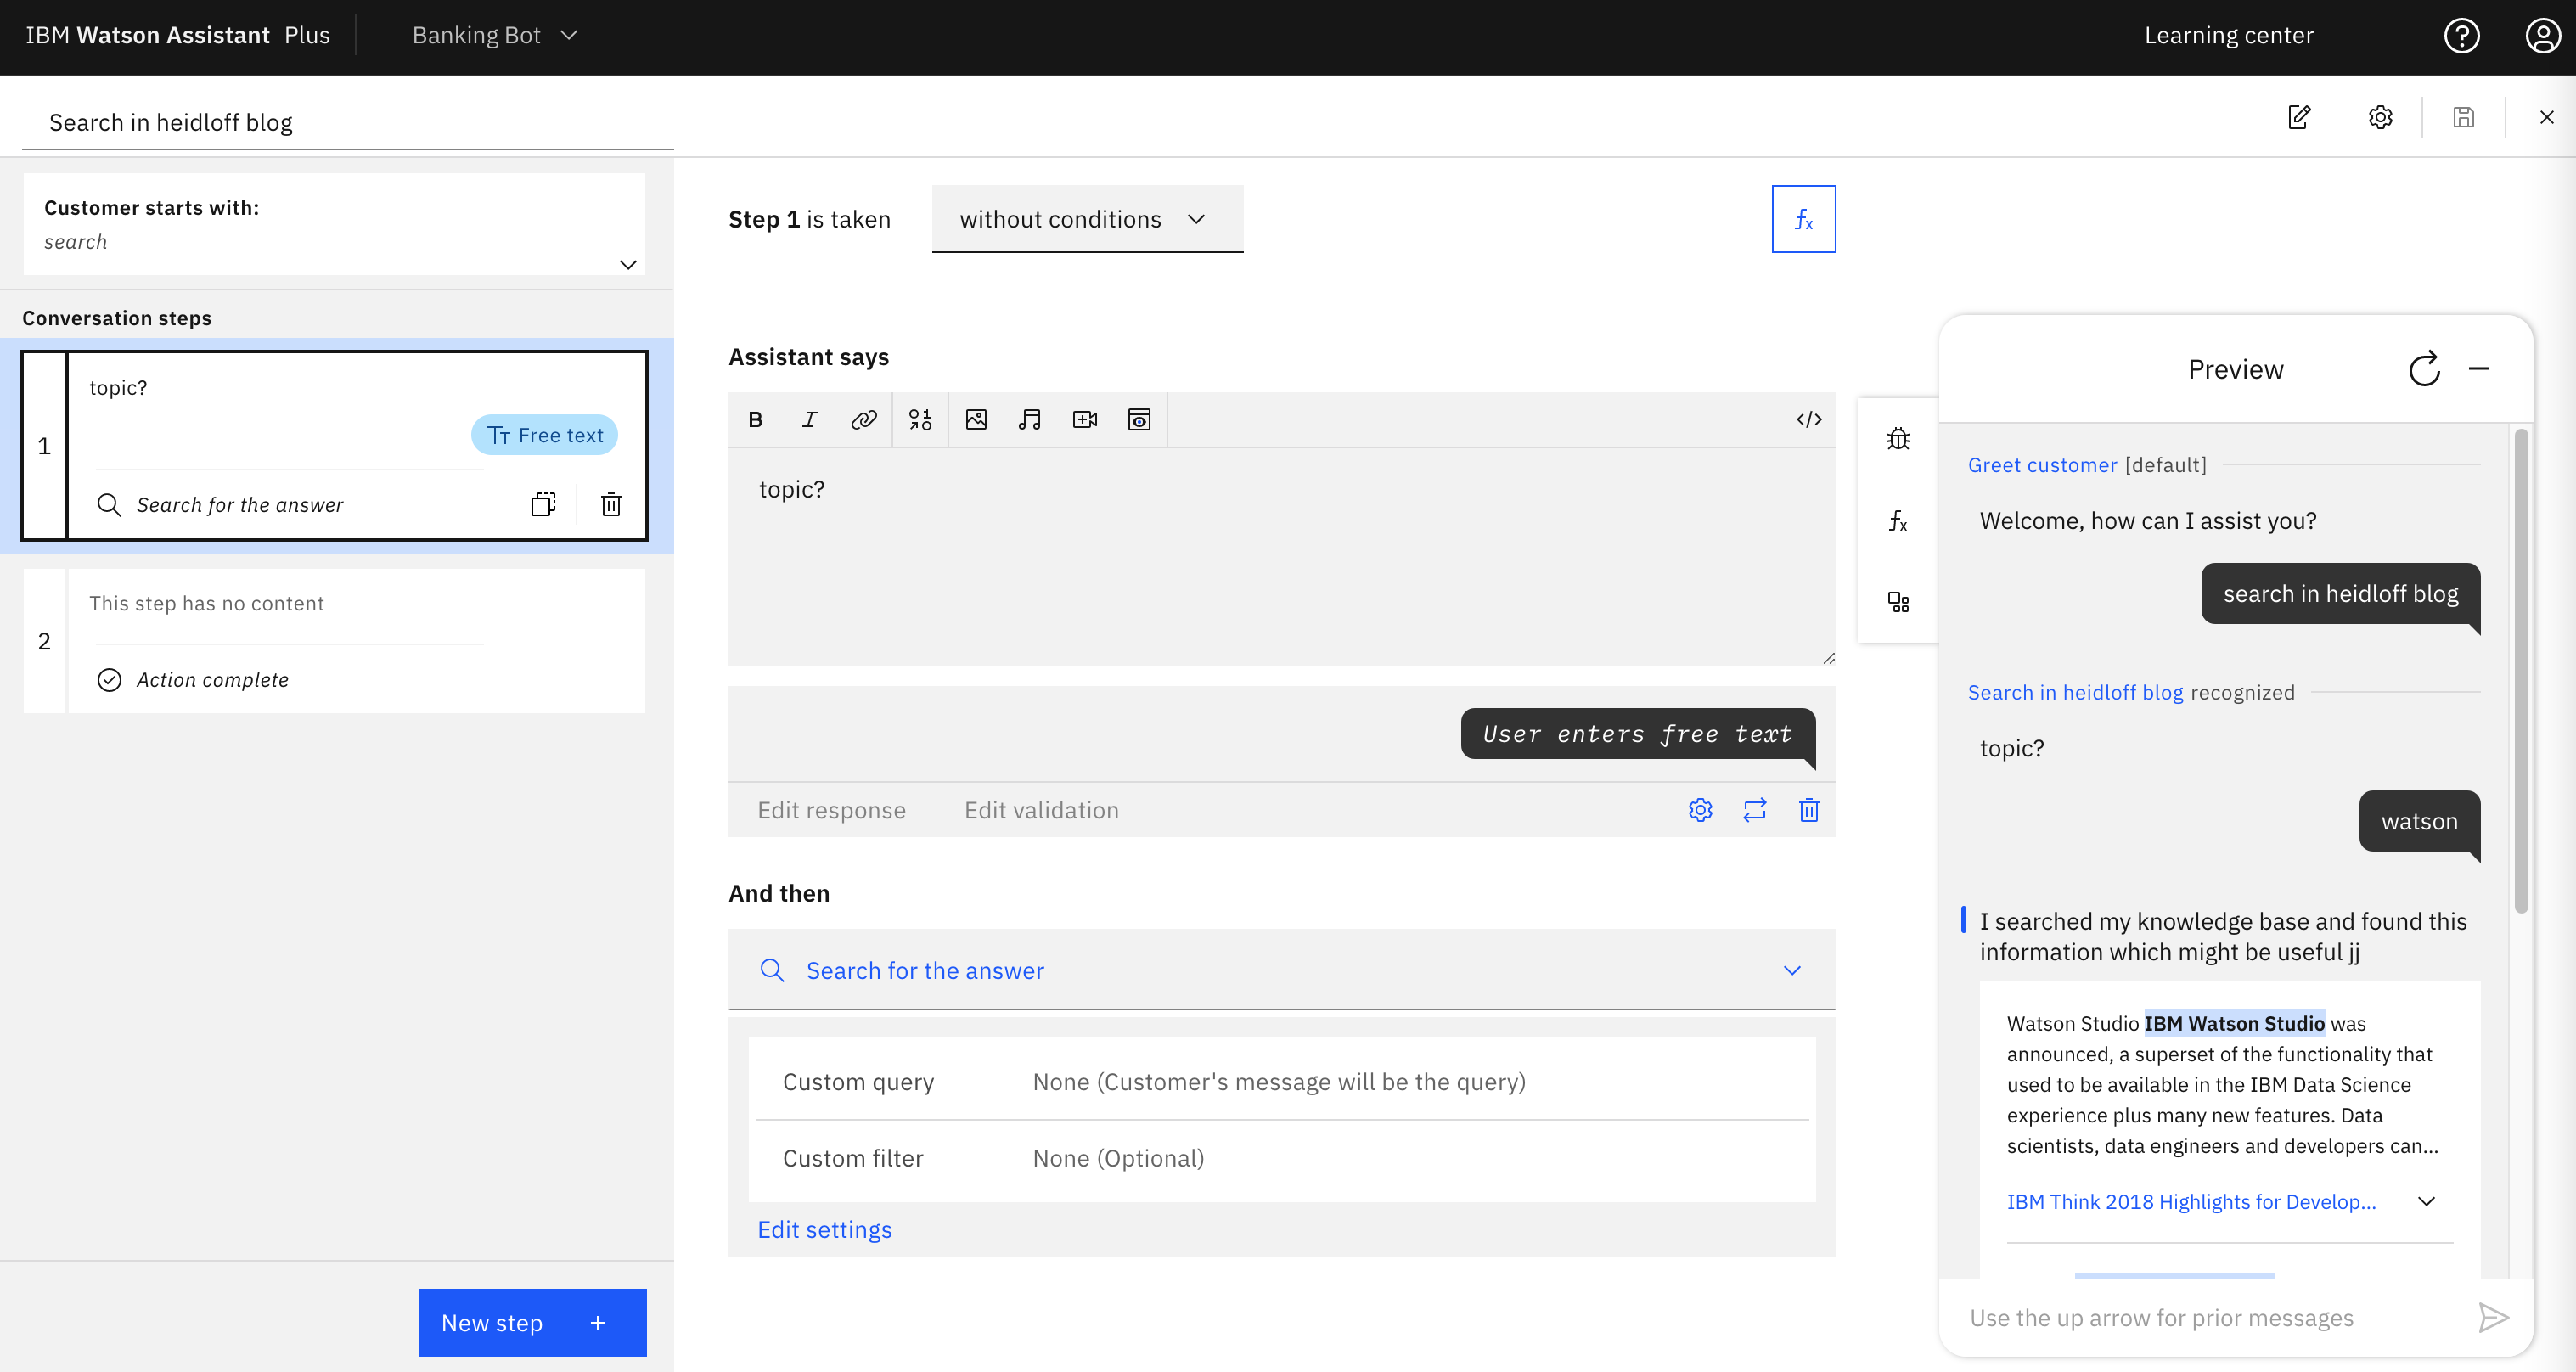 IBM Watson Assistant Plus
Banking Bot
Learning center
Search in heidloff blog
Customer starts with:
search
Conversation steps
1
topic?
Free text
Search for the answer
2
This step has no content
Action complete
New step +
Step 1 is taken
without conditions
fx
Assistant says
B I
</>
topic?
User enters free text
Edit response
Edit validation
And then
Search for the answer
Custom query
None (Customer's message will be the query)
Custom filter
None (Optional)
Edit settings
fx
Preview
Greet customer [default]
Welcome, how can I assist you?
search in heidloff blog
Search in heidloff blog recognized
topic?
watson
I searched my knowledge base and found this
information which might be useful jj
Watson Studio IBM Watson Studio was
announced, a superset of the functionality that
used to be available in the IBM Data Science
experience plus many new features. Data
scientists, data engineers and developers can...
IBM Think 2018 Highlights for Develop...
Use the up arrow for prior messages